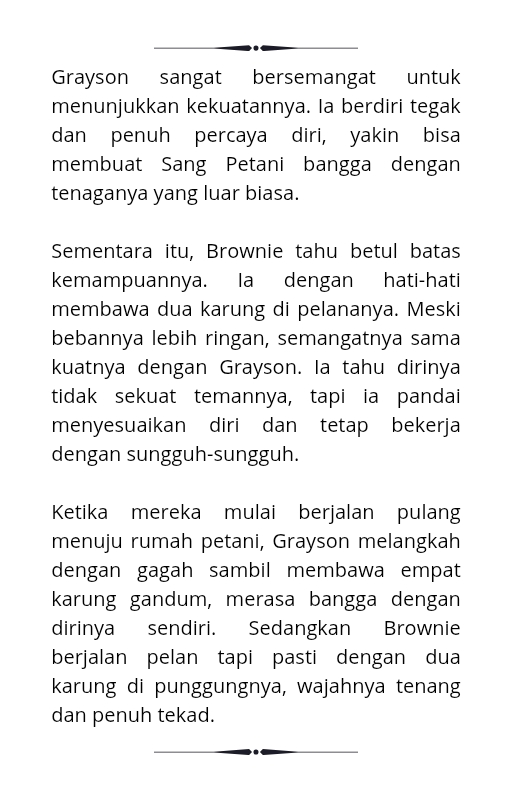 Grayson sangat bersemangat untuk
menunjukkan kekuatannya. Ia berdiri tegak
dan penuh percaya diri, yakin bisa
membuat Sang Petani bangga dengan
tenaganya yang luar biasa.
Sementara itu, Brownie tahu betul batas
kemampuannya. Ia dengan hati-hati
membawa dua karung di pelananya. Meski
bebannya lebih ringan, semangatnya sama
kuatnya dengan Grayson. Ia tahu dirinya
tidak sekuat temannya, tapi ia pandai
menyesuaikan diri dan tetap bekerja
dengan sungguh-sungguh.
Ketika mereka mulai berjalan pulang
menuju rumah petani, Grayson melangkah
dengan gagah sambil membawa empat
karung gandum, merasa bangga dengan
dirinya sendiri. Sedangkan Brownie
berjalan pelan tapi pasti dengan dua
karung di punggungnya, wajahnya tenang
dan penuh tekad.